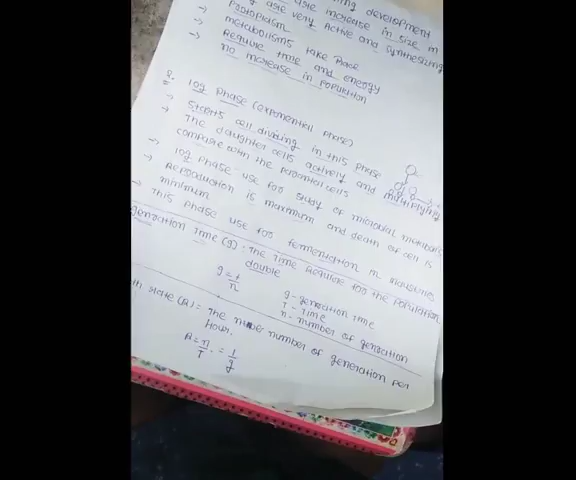 development
increase in size in
are very active and synthesizing
protoplasm
→ metabolisms take place
→ Require time and energy
no increase in population
2. log phase (exponential phase)
→ Starts cell dividing in this phase
→ The daughter cells actively and multiplying
compare with the parental cells
→ log phase use for study of microbial
→ Reproduction is maximum and death of cell is
minimum
→ This phase use for fermentation in industries
generation Time (g) - The Time Require for the population
double
g = t/n
g - generation time
T - Time
n - number of generation
state (R) = The number of generation per
Hour.
R = n/T = 1/g